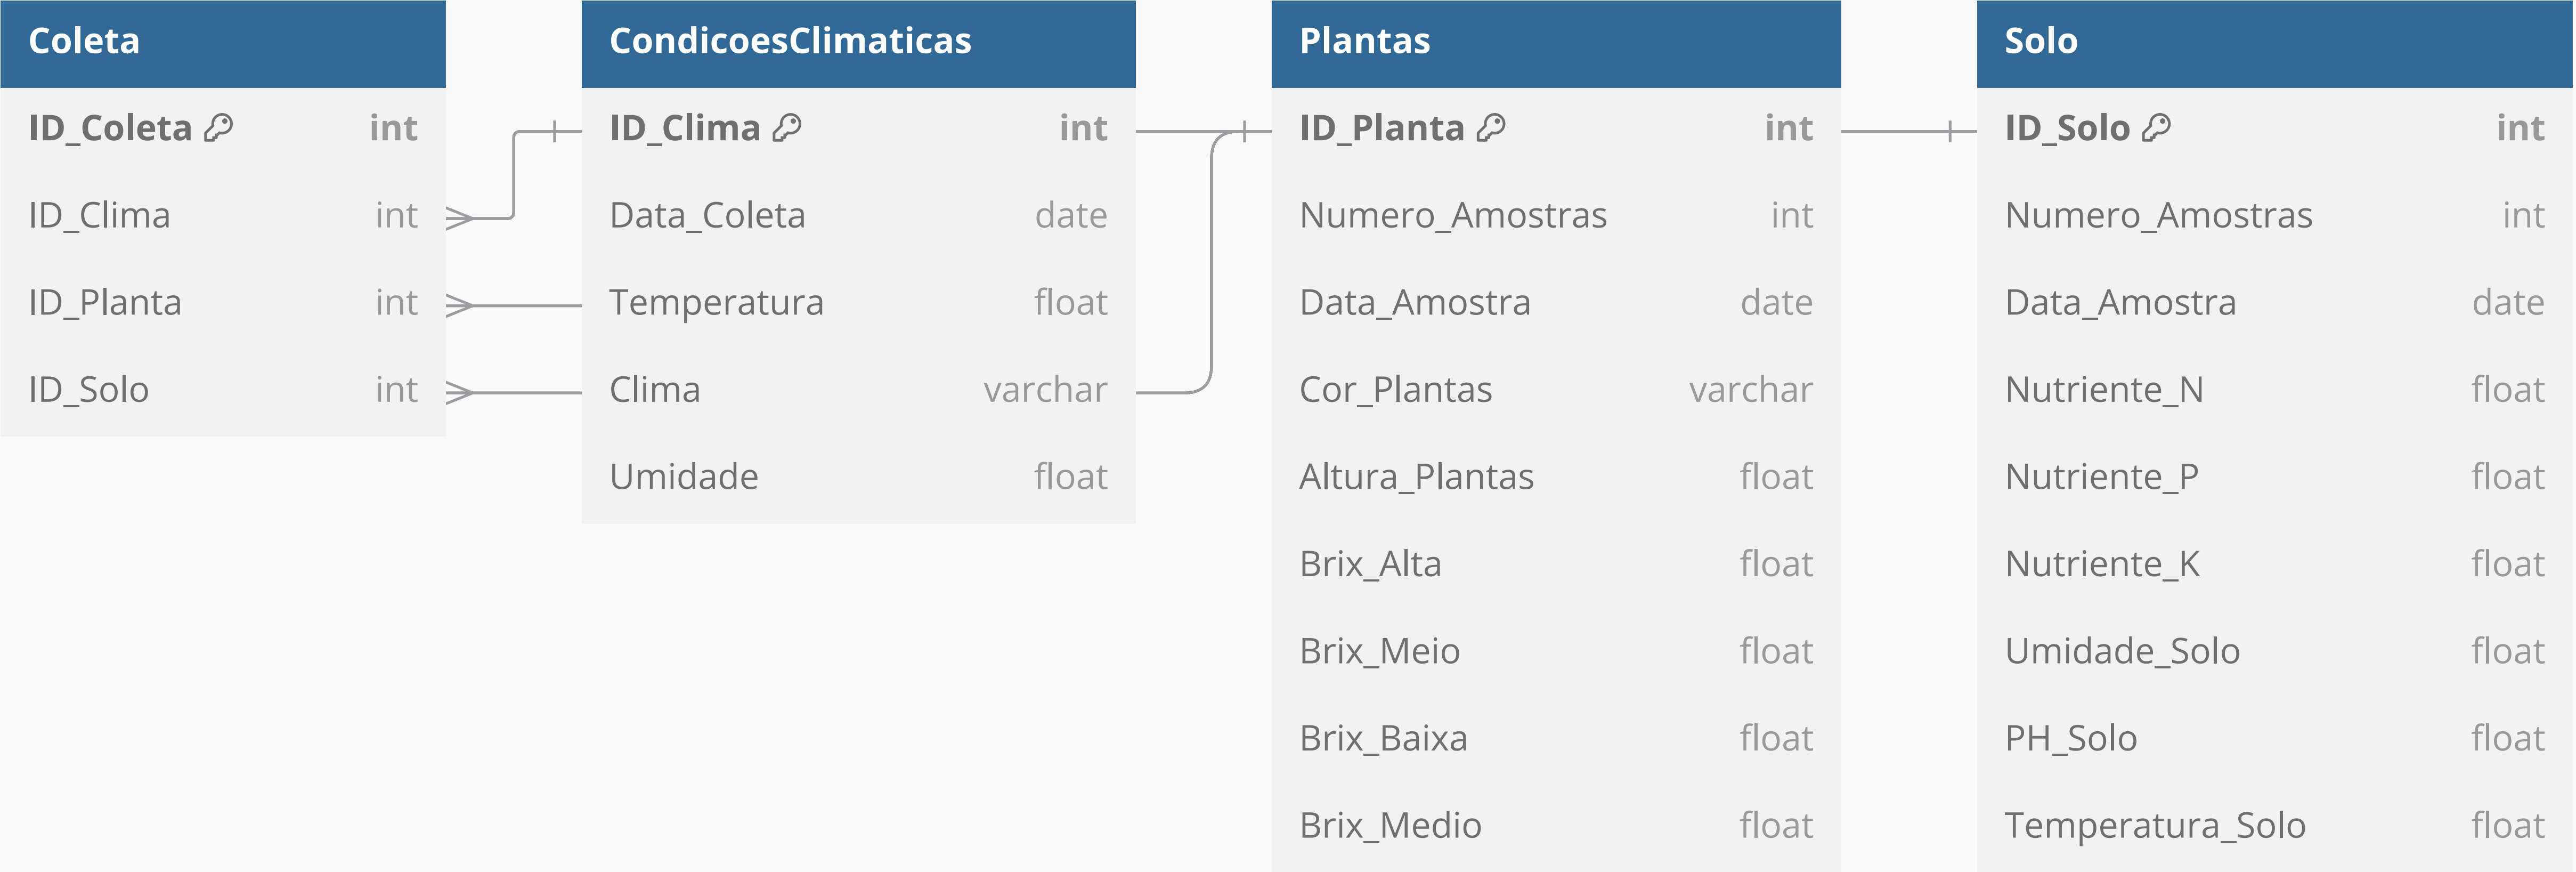 Coleta
ID_Coleta int
ID_Clima int
ID_Planta int
ID_Solo int
CondicoesClimaticas
ID_Clima int
Data_Coleta date
Temperatura float
Clima varchar
Umidade float
Plantas
ID_Planta int
Numero_Amostras int
Data_Amostra date
Cor_Plantas varchar
Altura_Plantas float
Brix_Alta float
Brix_Meio float
Brix_Baixa float
Brix_Medio float
Solo
ID_Solo int
Numero_Amostras int
Data_Amostra date
Nutriente_N float
Nutriente_P float
Nutriente_K float
Umidade_Solo float
PH_Solo float
Temperatura_Solo float